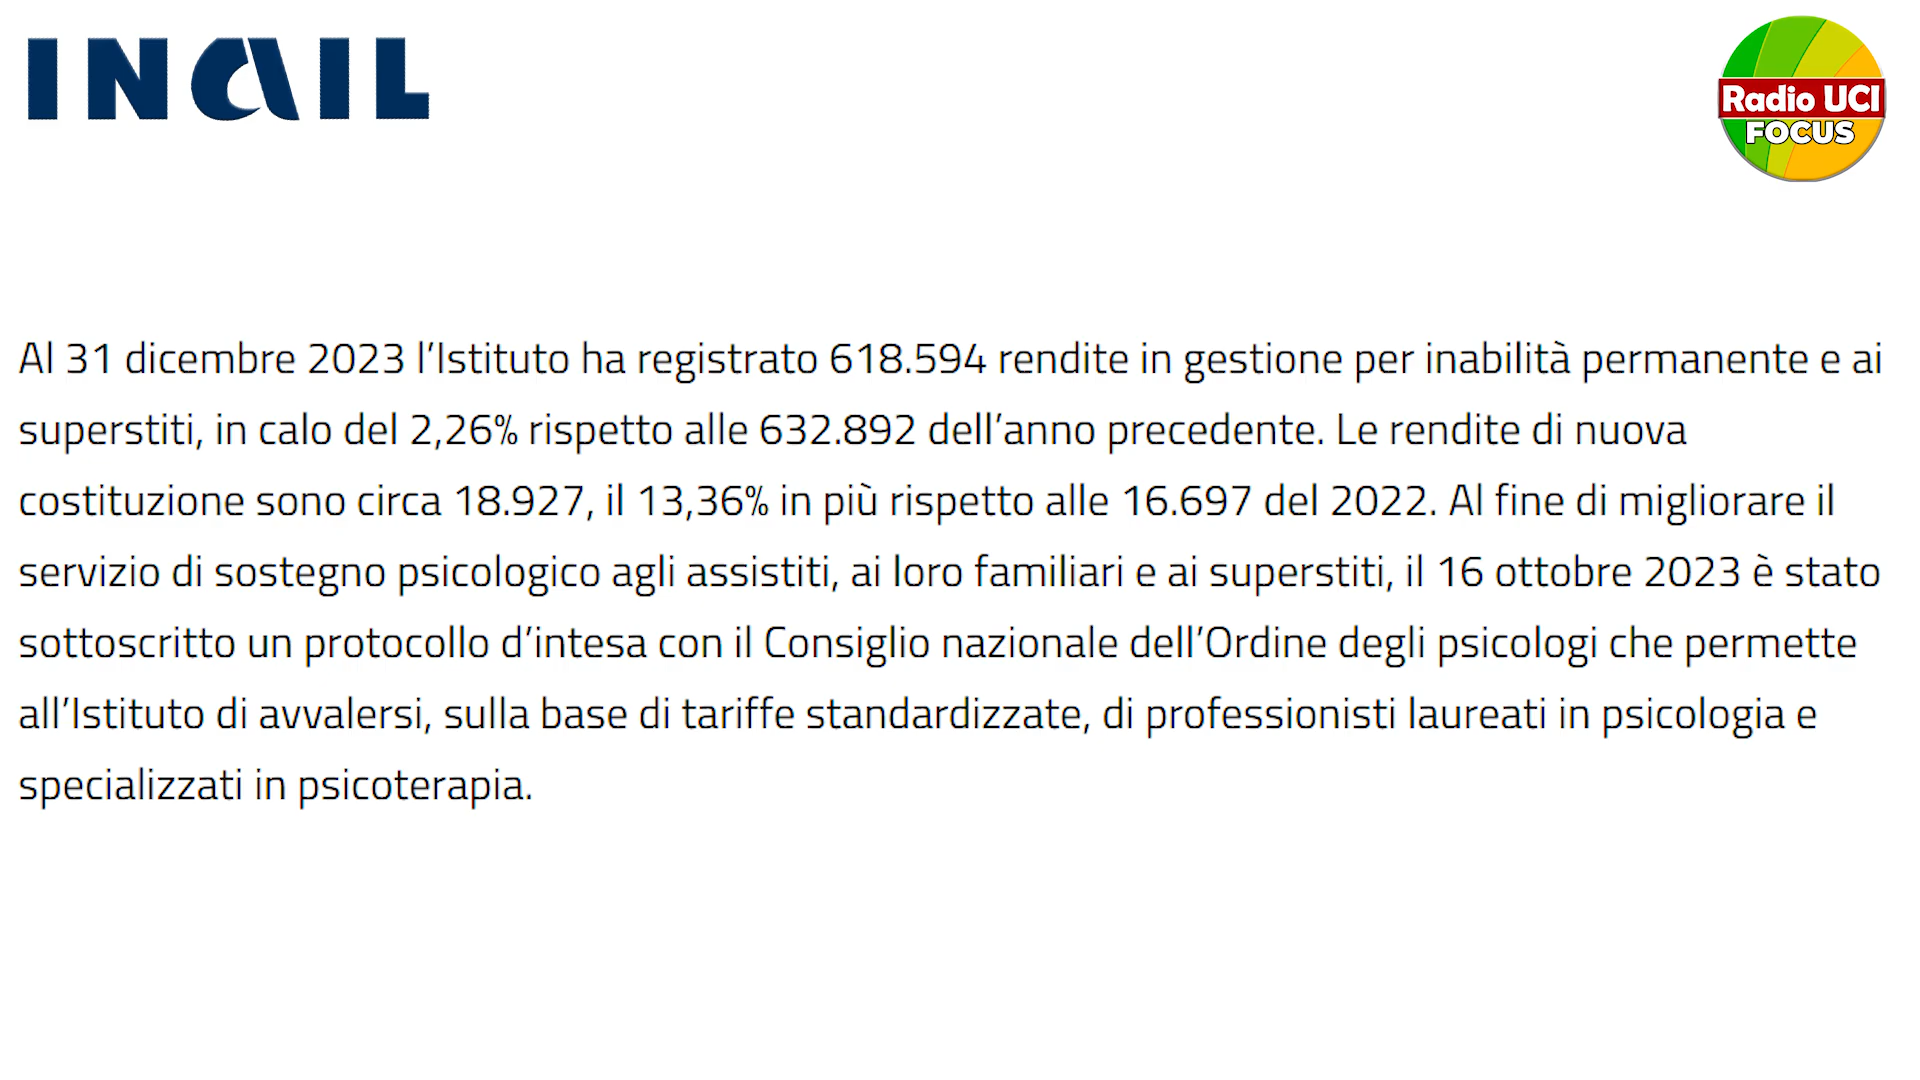 INAIL
Radio UCI
FOCUS
Al 31 dicembre 2023 l’Istituto ha registrato 618.594 rendite in gestione per inabilità permanente e ai
superstiti, in calo del 2,26% rispetto alle 632.892 dell’anno precedente. Le rendite di nuova
costituzione sono circa 18.927, il 13,36% in più rispetto alle 16.697 del 2022. Al fine di migliorare il
servizio di sostegno psicologico agli assistiti, ai loro familiari e ai superstiti, il 16 ottobre 2023 è stato
sottoscritto un protocollo d’intesa con il Consiglio nazionale dell’Ordine degli psicologi che permette
all’Istituto di avvalersi, sulla base di tariffe standardizzate, di professionisti laureati in psicologia e
specializzati in psicoterapia.